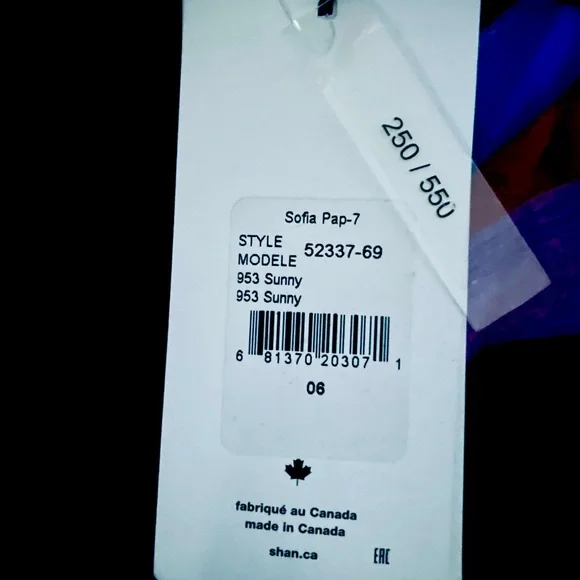 250 / 550
Sofia Pap-7
STYLE
MODELE 52337-69
953 Sunny
953 Sunny
6 81370 20307 1
06
fabriqué au Canada
made in Canada
shan.ca EAC